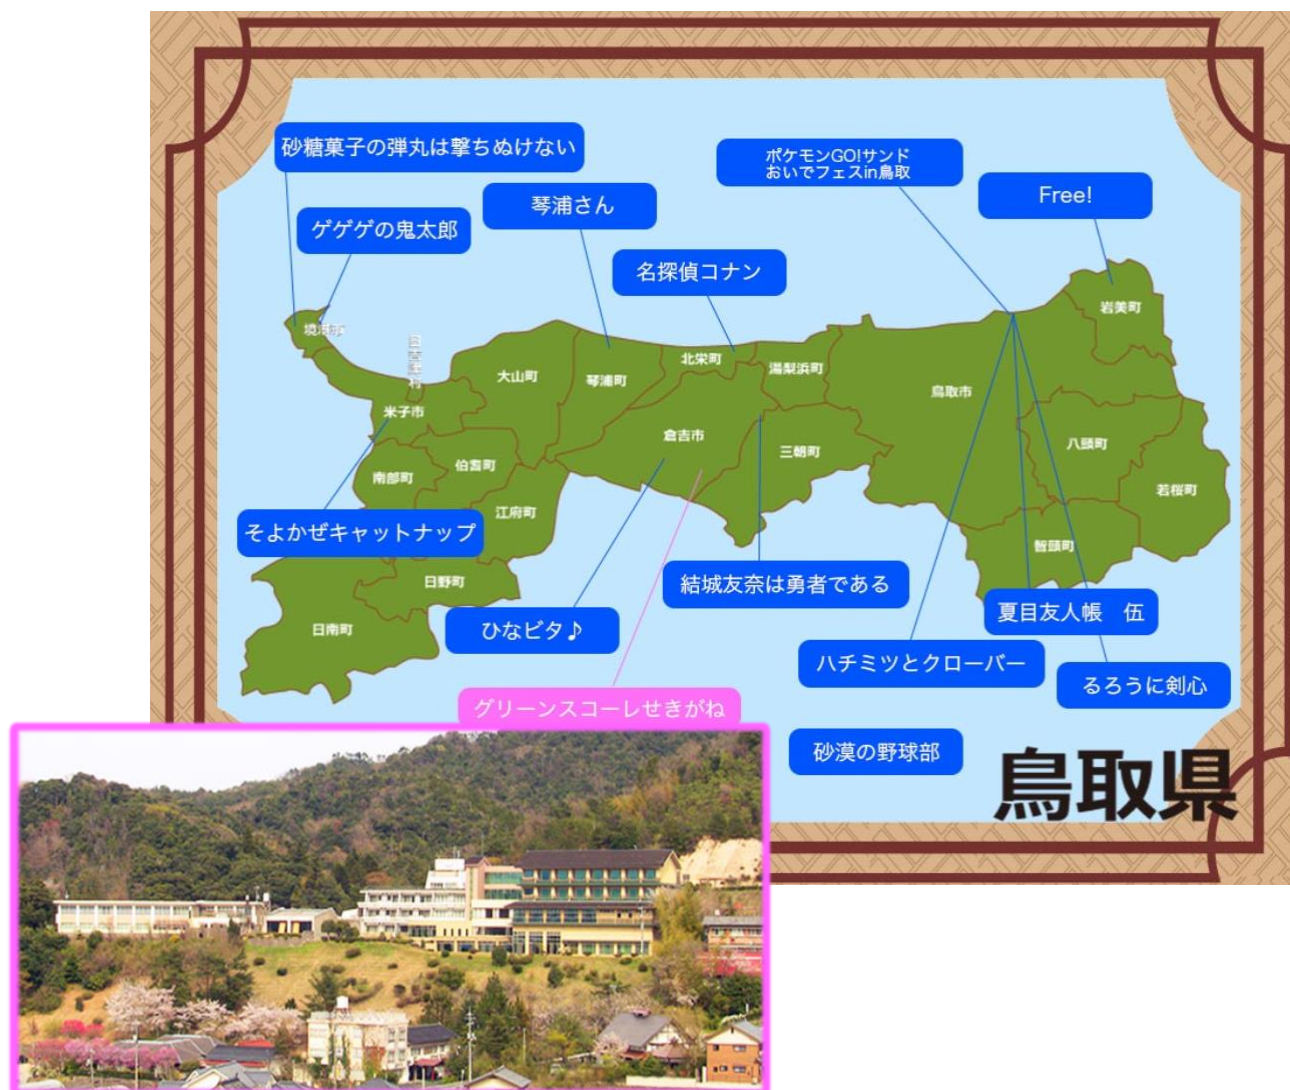 砂糖菓子の弾丸は撃ちぬけない
ポケモンGO!サンド
おいでフェスin鳥取
Free!
琴浦さん
ゲゲゲの鬼太郎
名探偵コナン
境港市
日吉津村
岩美町
北栄町
湯梨浜町
大山町
琴浦町
鳥取市
米子市
倉吉市
八頭町
三朝町
伯耆町
南部町
若桜町
江府町
そよかぜキャットナップ
智頭町
日野町
結城友奈は勇者である
夏目友人帳　伍
日南町
ひなビタ♪
ハチミツとクローバー
るろうに剣心
グリーンスコーレせきがね
砂漠の野球部
鳥取県